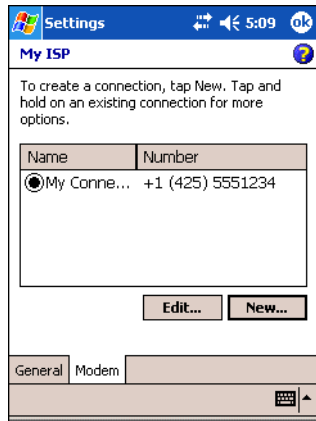 Settings 5:09 ok
My ISP ?
To create a connection, tap New. Tap and
hold on an existing connection for more
options.
Name Number
My Conne... +1 (425) 5551234
Edit... New...
General Modem